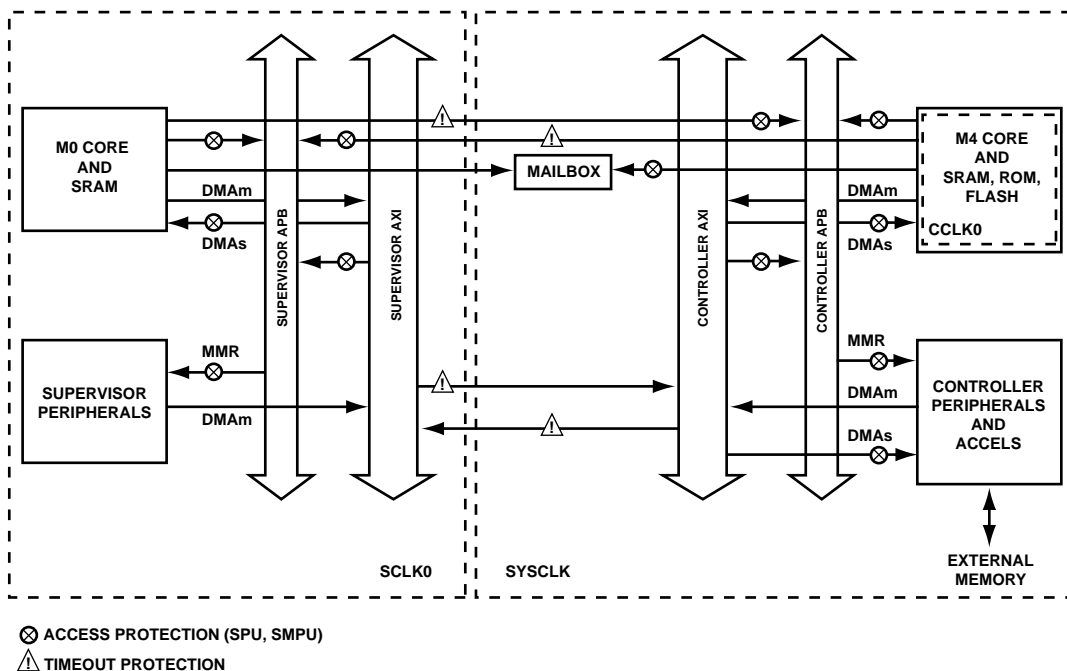 M0 CORE
AND
SRAM
DMAm
DMAs
SUPERVISOR APB
SUPERVISOR AXI
!
!
MAILBOX
CONTROLLER AXI
CONTROLLER APB
DMAm
DMAs
M4 CORE
AND
SRAM, ROM,
FLASH
CCLK0
SUPERVISOR
PERIPHERALS
MMR
DMAm
!
!
MMR
DMAm
DMAs
CONTROLLER
PERIPHERALS
AND
ACCELS
EXTERNAL
MEMORY
SCLK0
SYSCLK
ACCESS PROTECTION (SPU, SMPU)
! TIMEOUT PROTECTION